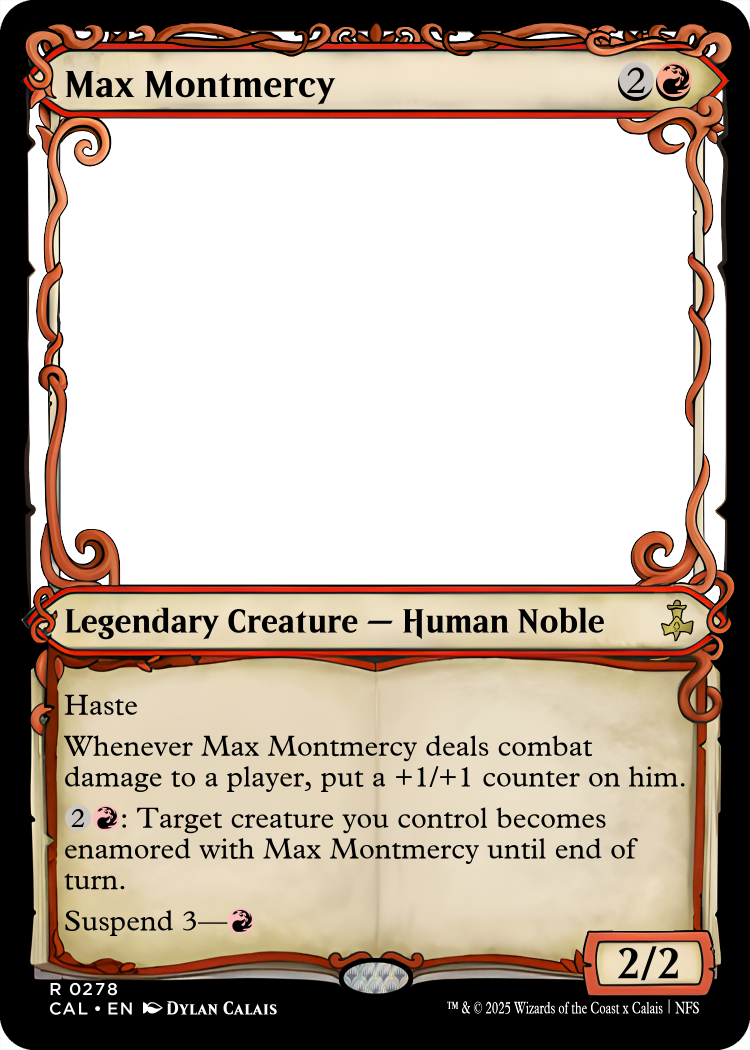 Max Montmercy 2
Legendary Creature — Human Noble
Haste
Whenever Max Montmercy deals combat
damage to a player, put a +1/+1 counter on him.
2 : Target creature you control becomes
enamored with Max Montmercy until end of
turn.
Suspend 3—
2/2
R 0278
CAL • EN DYLAN CALAIS
™ & © 2025 Wizards of the Coast x Calais | NFS